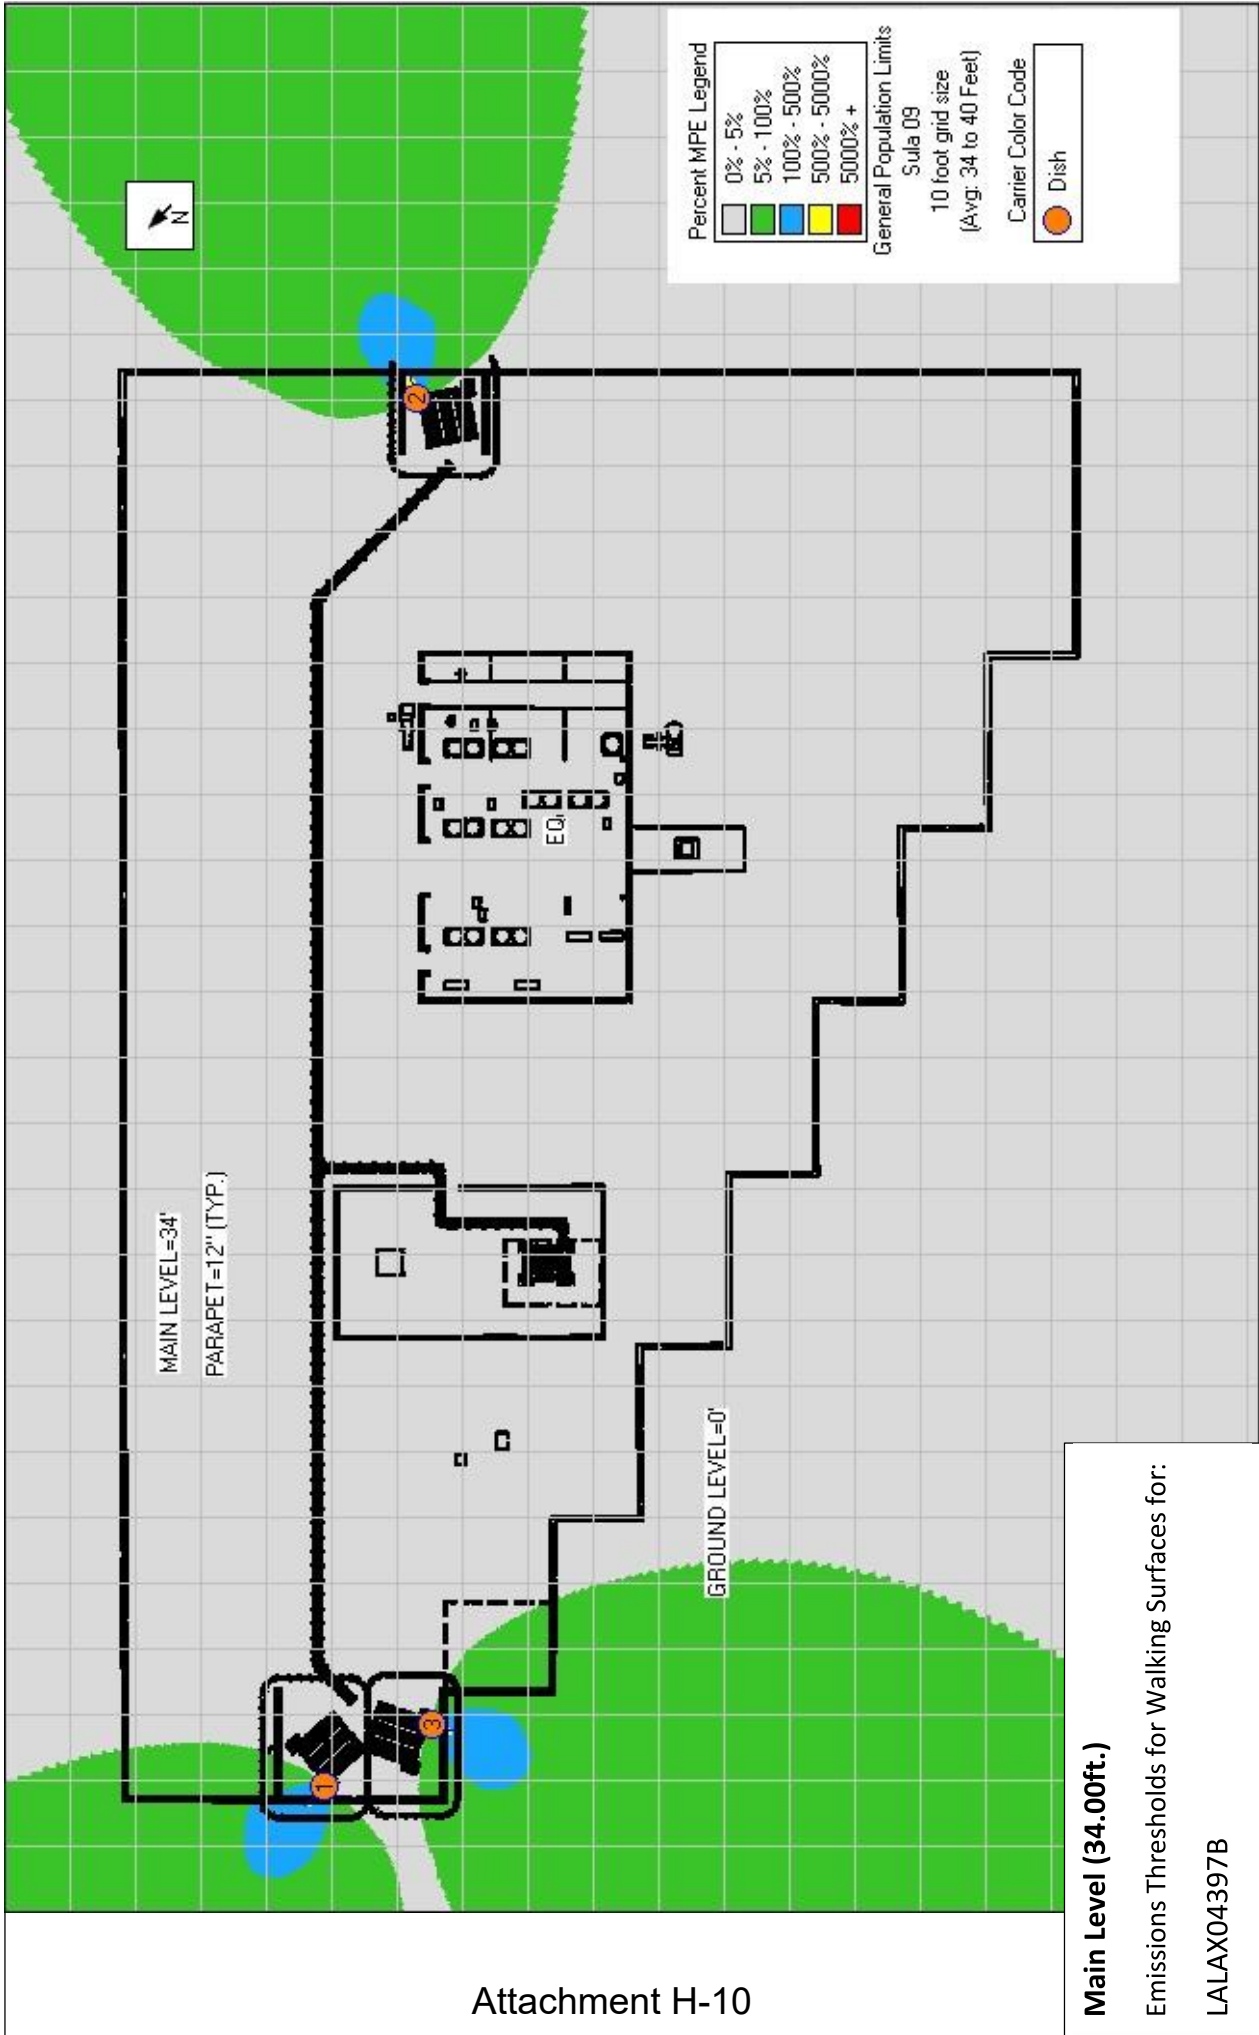 N
Percent MPE Legend
0% - 5%
5% - 100%
100% - 500%
500% - 5000%
5000% +
General Population Limits
Sula 09
10 foot grid size
(Avg: 34 to 40 Feet)
Carrier Color Code
Dish
MAIN LEVEL=34'
PARAPET=12" (TYP.)
EQ.
GROUND LEVEL=0'
1
2
3
Main Level (34.00ft.)
Emissions Thresholds for Walking Surfaces for:
LALAX04397B
Attachment H-10